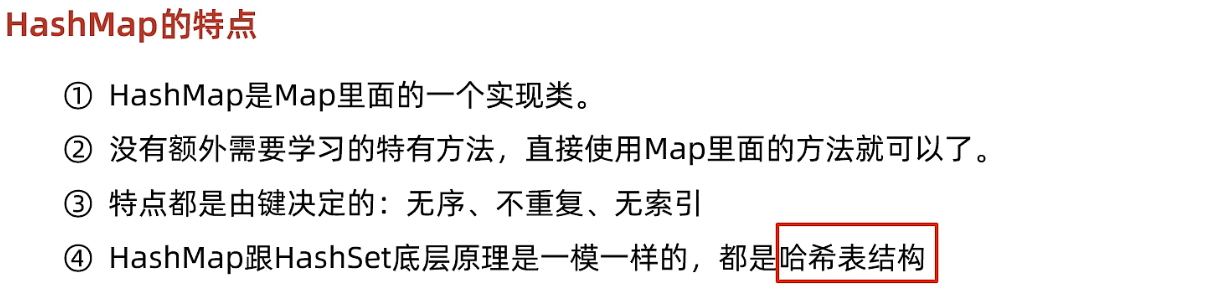 HashMap的特点
① HashMap是Map里面的一个实现类。
② 没有额外需要学习的特有方法，直接使用Map里面的方法就可以了。
③ 特点都是由键决定的：无序、不重复、无索引
④ HashMap跟HashSet底层原理是一模一样的，都是哈希表结构